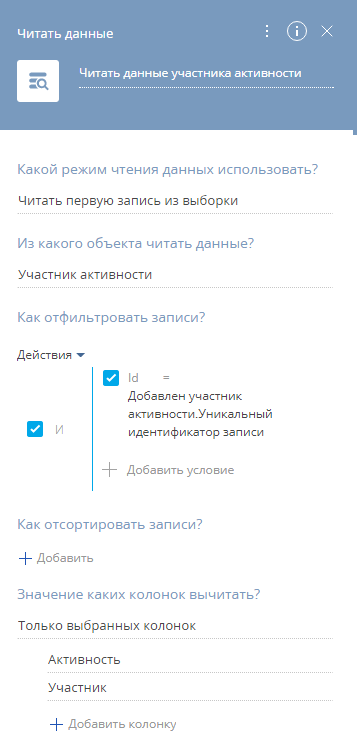 Читать данные
Читать данные участника активности
Какой режим чтения данных использовать?
Читать первую запись из выборки
Из какого объекта читать данные?
Участник активности
Как отфильтровать записи?
Действия
И
Id =
Добавлен участник
активности.Уникальный
идентификатор записи
Добавить условие
Как отсортировать записи?
Добавить
Значение каких колонок вычитать?
Только выбранных колонок
Активность
Участник
Добавить колонку